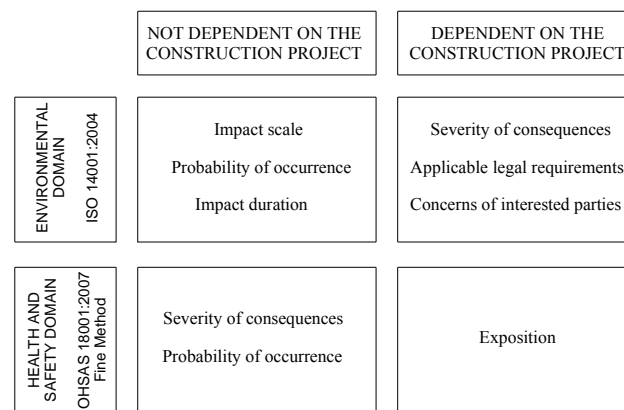 NOT DEPENDENT ON THE
CONSTRUCTION PROJECT
DEPENDENT ON THE
CONSTRUCTION PROJECT
ENVIRONMENTAL
DOMAIN
ISO 14001:2004
Impact scale
Probability of occurrence
Impact duration
Severity of consequences
Applicable legal requirements
Concerns of interested parties
HEALTH AND
SAFETY DOMAIN
OHSAS 18001:2007
Fine Method
Severity of consequences
Probability of occurrence
Exposition